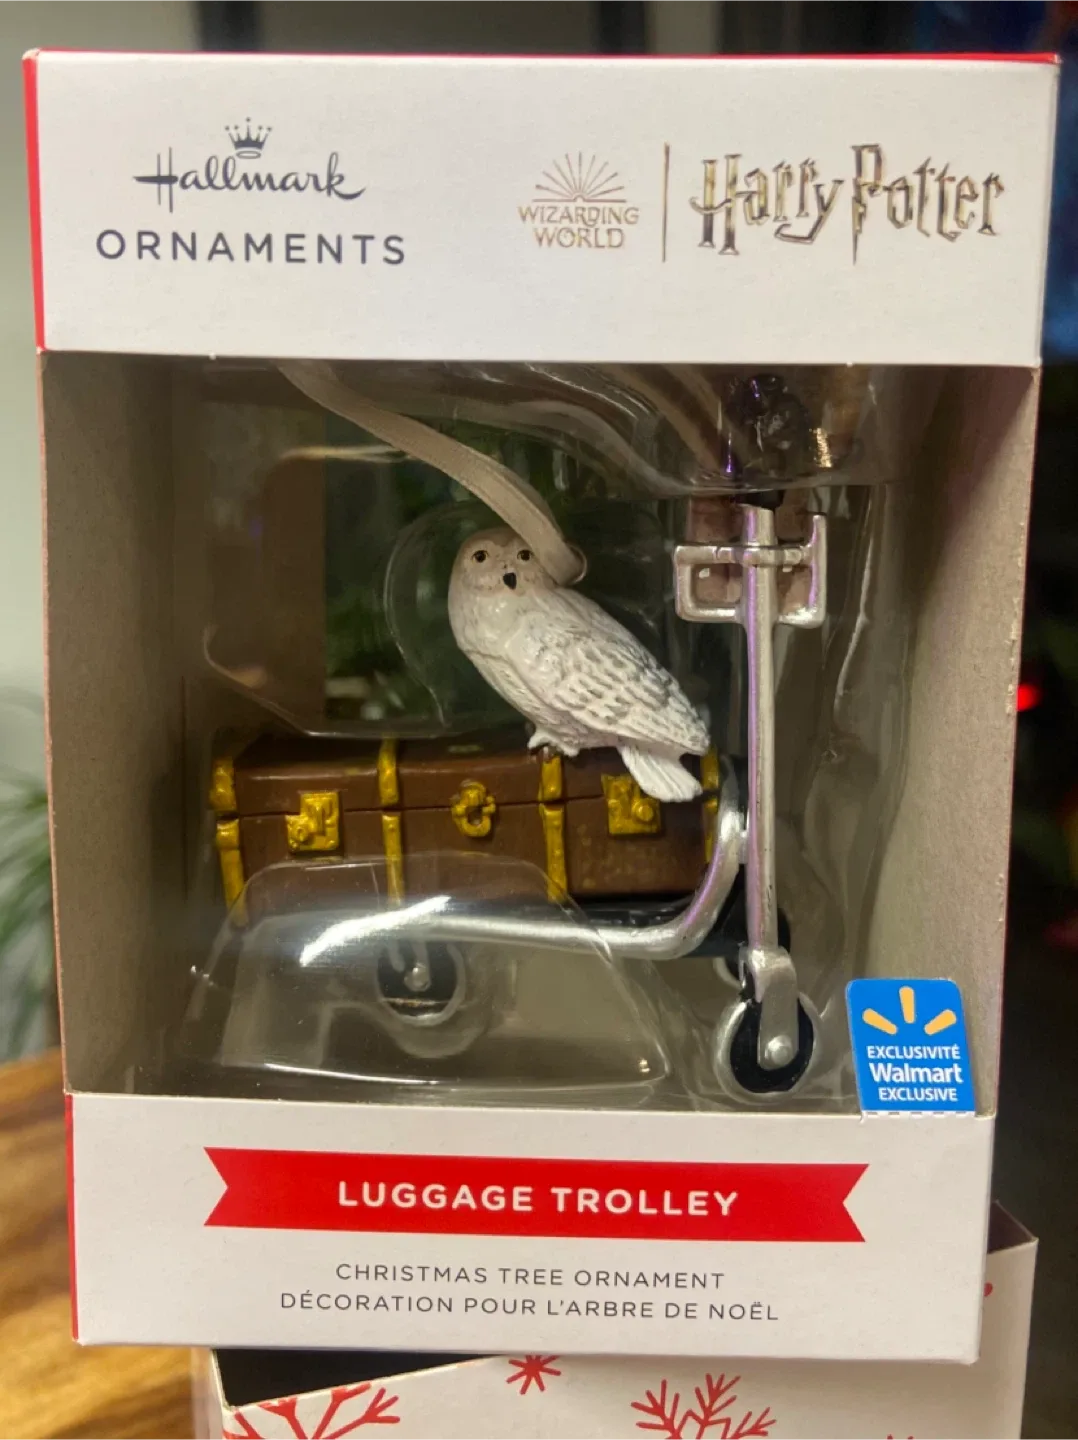 Hallmark
ORNAMENTS
WIZARDING
WORLD
Harry Potter
EXCLUSIVITÉ
Walmart
EXCLUSIVE
LUGGAGE TROLLEY
CHRISTMAS TREE ORNAMENT
DÉCORATION POUR L'ARBRE DE NOËL